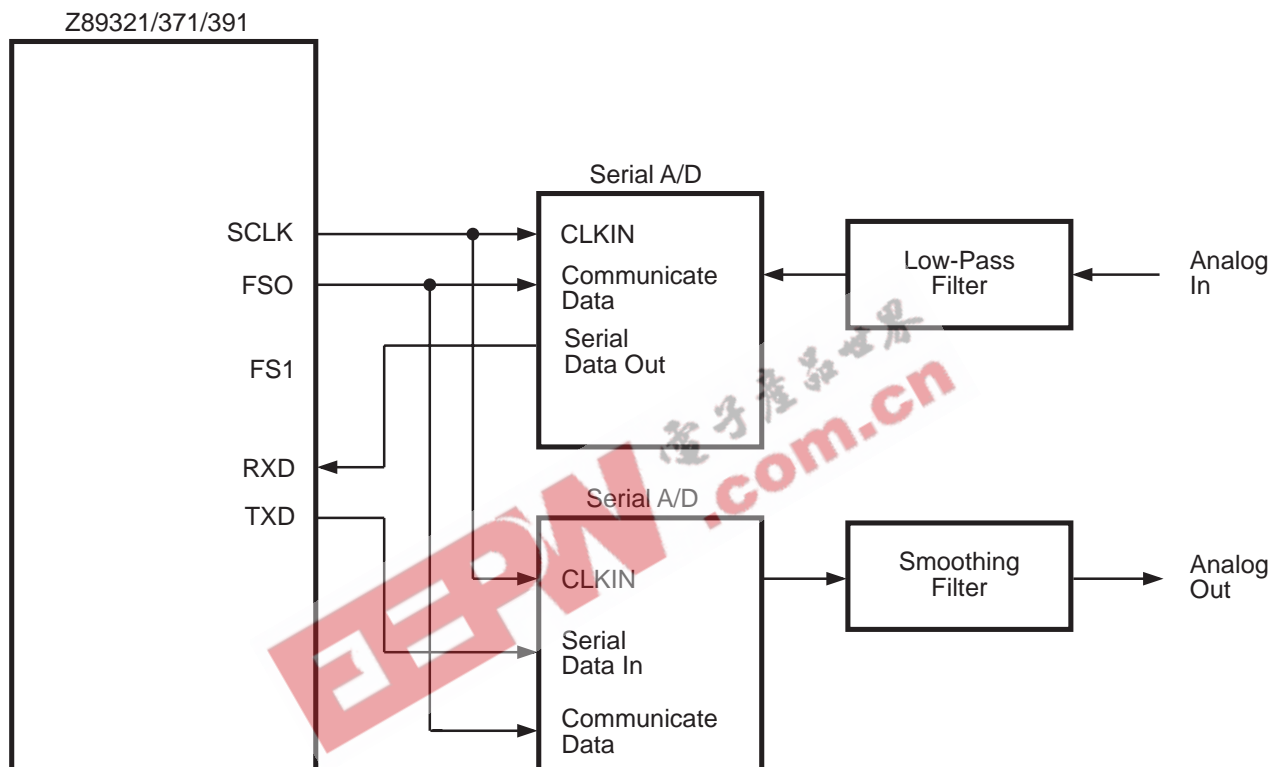 Z89321/371/391
Serial A/D
SCLK
CLKIN
FSO
Communicate
Data
Serial
Data Out
FS1
RXD
TXD
Low-Pass
Filter
Analog
In
Serial A/D
CLKIN
Serial
Data In
Communicate
Data
Smoothing
Filter
Analog
Out
EEPW
電子產品世界
.com.cn